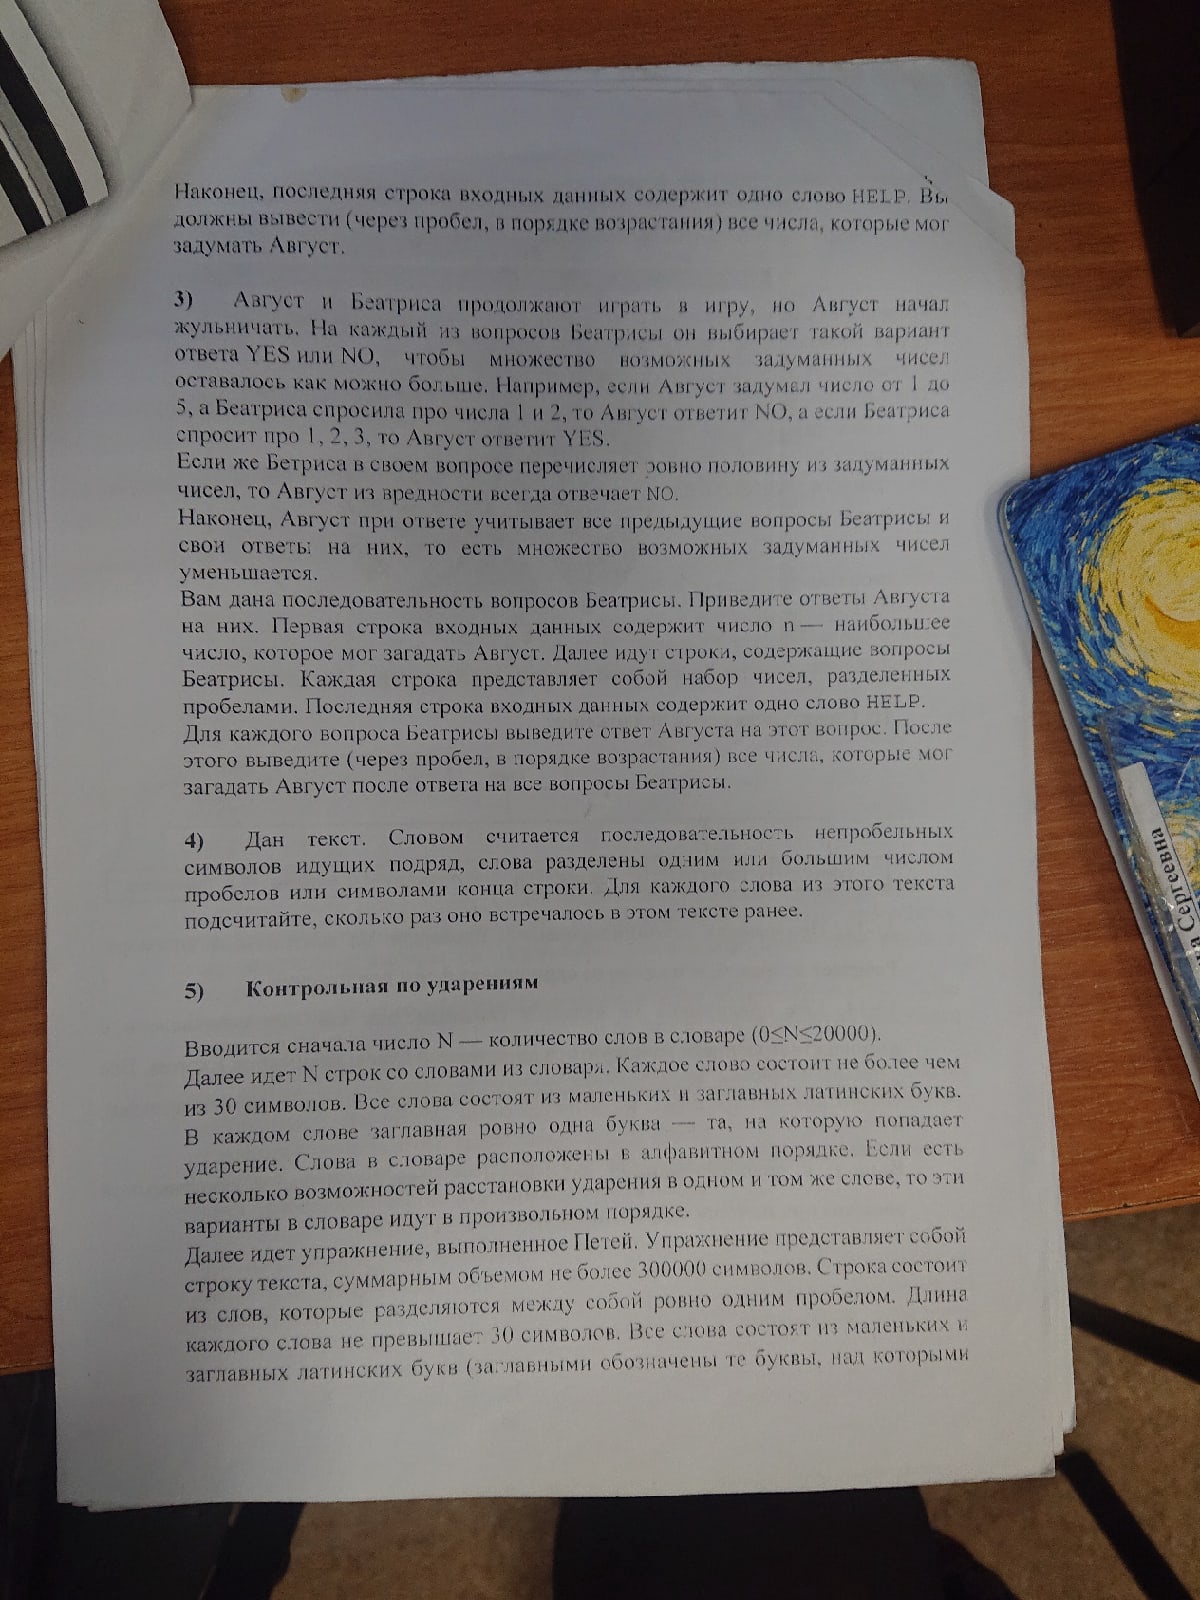 Наконец, последняя строка входных данных содержит одно слово HELP. Вы
должны вывести (через пробел, в порядке возрастания) все числа, которые мог
задумать Август.
3) Август и Беатриса продолжают играть в игру, но Август начал
жульничать. На каждый из вопросов Беатрисы он выбирает такой вариант
ответа YES или NO, чтобы множество возможных задуманных чисел
оставалось как можно больше. Например, если Август задумал число от 1 до
5, а Беатриса спросила про числа 1 и 2, то Август ответит NO, а если Беатриса
спросит про 1, 2, 3, то Август ответит YES.
Если же Бетриса в своем вопросе перечисляет ровно половину из задуманных
чисел, то Август из вредности всегда отвечает NO.
Наконец, Август при ответе учитывает все предыдущие вопросы Беатрисы и
свои ответы на них, то есть множество возможных задуманных чисел
уменьшается.
Вам дана последовательность вопросов Беатрисы. Приведите ответы Августа
на них. Первая строка входных данных содержит число n — наибольшее
число, которое мог загадать Август. Далее идут строки, содержащие вопросы
Беатрисы. Каждая строка представляет собой набор чисел, разделенных
пробелами. Последняя строка входных данных содержит одно слово HELP.
Для каждого вопроса Беатрисы выведите ответ Августа на этот вопрос. После
этого выведите (через пробел, в порядке возрастания) все числа, которые мог
загадать Август после ответа на все вопросы Беатрисы.
4) Дан текст. Словом считается последовательность непробельных
символов идущих подряд, слова разделены одним или большим числом
пробелов или символами конца строки. Для каждого слова из этого текста
подсчитайте, сколько раз оно встречалось в этом тексте ранее.
5) Контрольная по ударениям
Вводится сначала число N — количество слов в словаре (0≤N≤20000).
Далее идет N строк со словами из словаря. Каждое слово состоит не более чем
из 30 символов. Все слова состоят из маленьких и заглавных латинских букв.
В каждом слове заглавная ровно одна буква — та, на которую попадает
ударение. Слова в словаре расположены в алфавитном порядке. Если есть
несколько возможностей расстановки ударения в одном и том же слове, то эти
варианты в словаре идут в произвольном порядке.
Далее идет упражнение, выполненное Петей. Упражнение представляет собой
строку текста, суммарным объемом не более 300000 символов. Строка состоит
из слов, которые разделяются между собой ровно одним пробелом. Длина
каждого слова не превышает 30 символов. Все слова состоят из маленьких и
заглавных латинских букв (заглавными обозначены те буквы, над которыми
Сергеевна